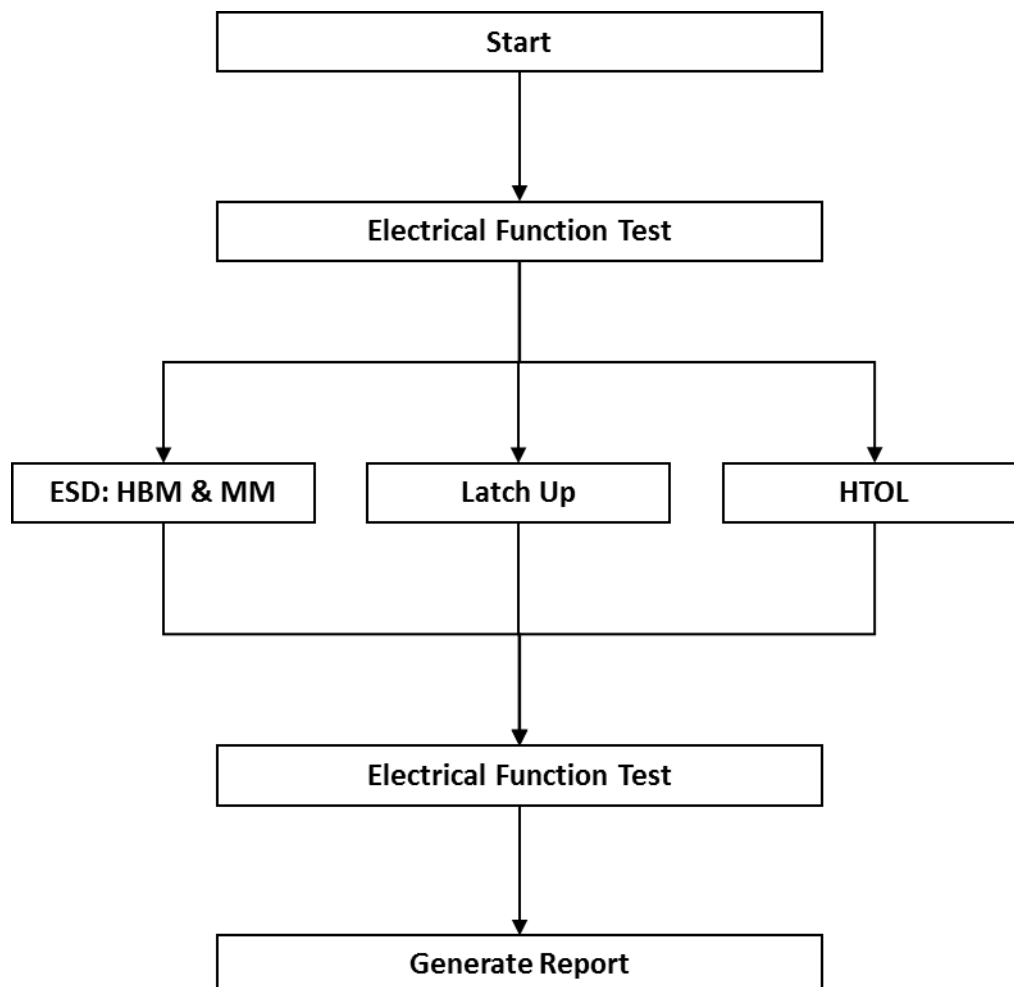 Start
Electrical Function Test
ESD: HBM & MM
Latch Up
HTOL
Electrical Function Test
Generate Report